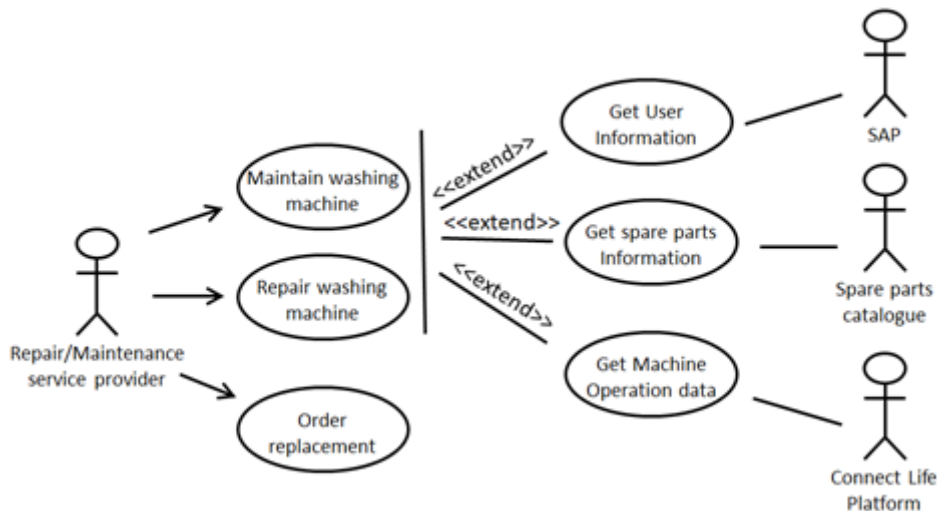 Get User
Information
SAP
<<extend>>
Maintain washing
machine
<<extend>>
Get spare parts
Information
<<extend>>
Spare parts
catalogue
Repair washing
machine
Repair/Maintenance
service provider
Get Machine
Operation data
Order
replacement
Connect Life
Platform